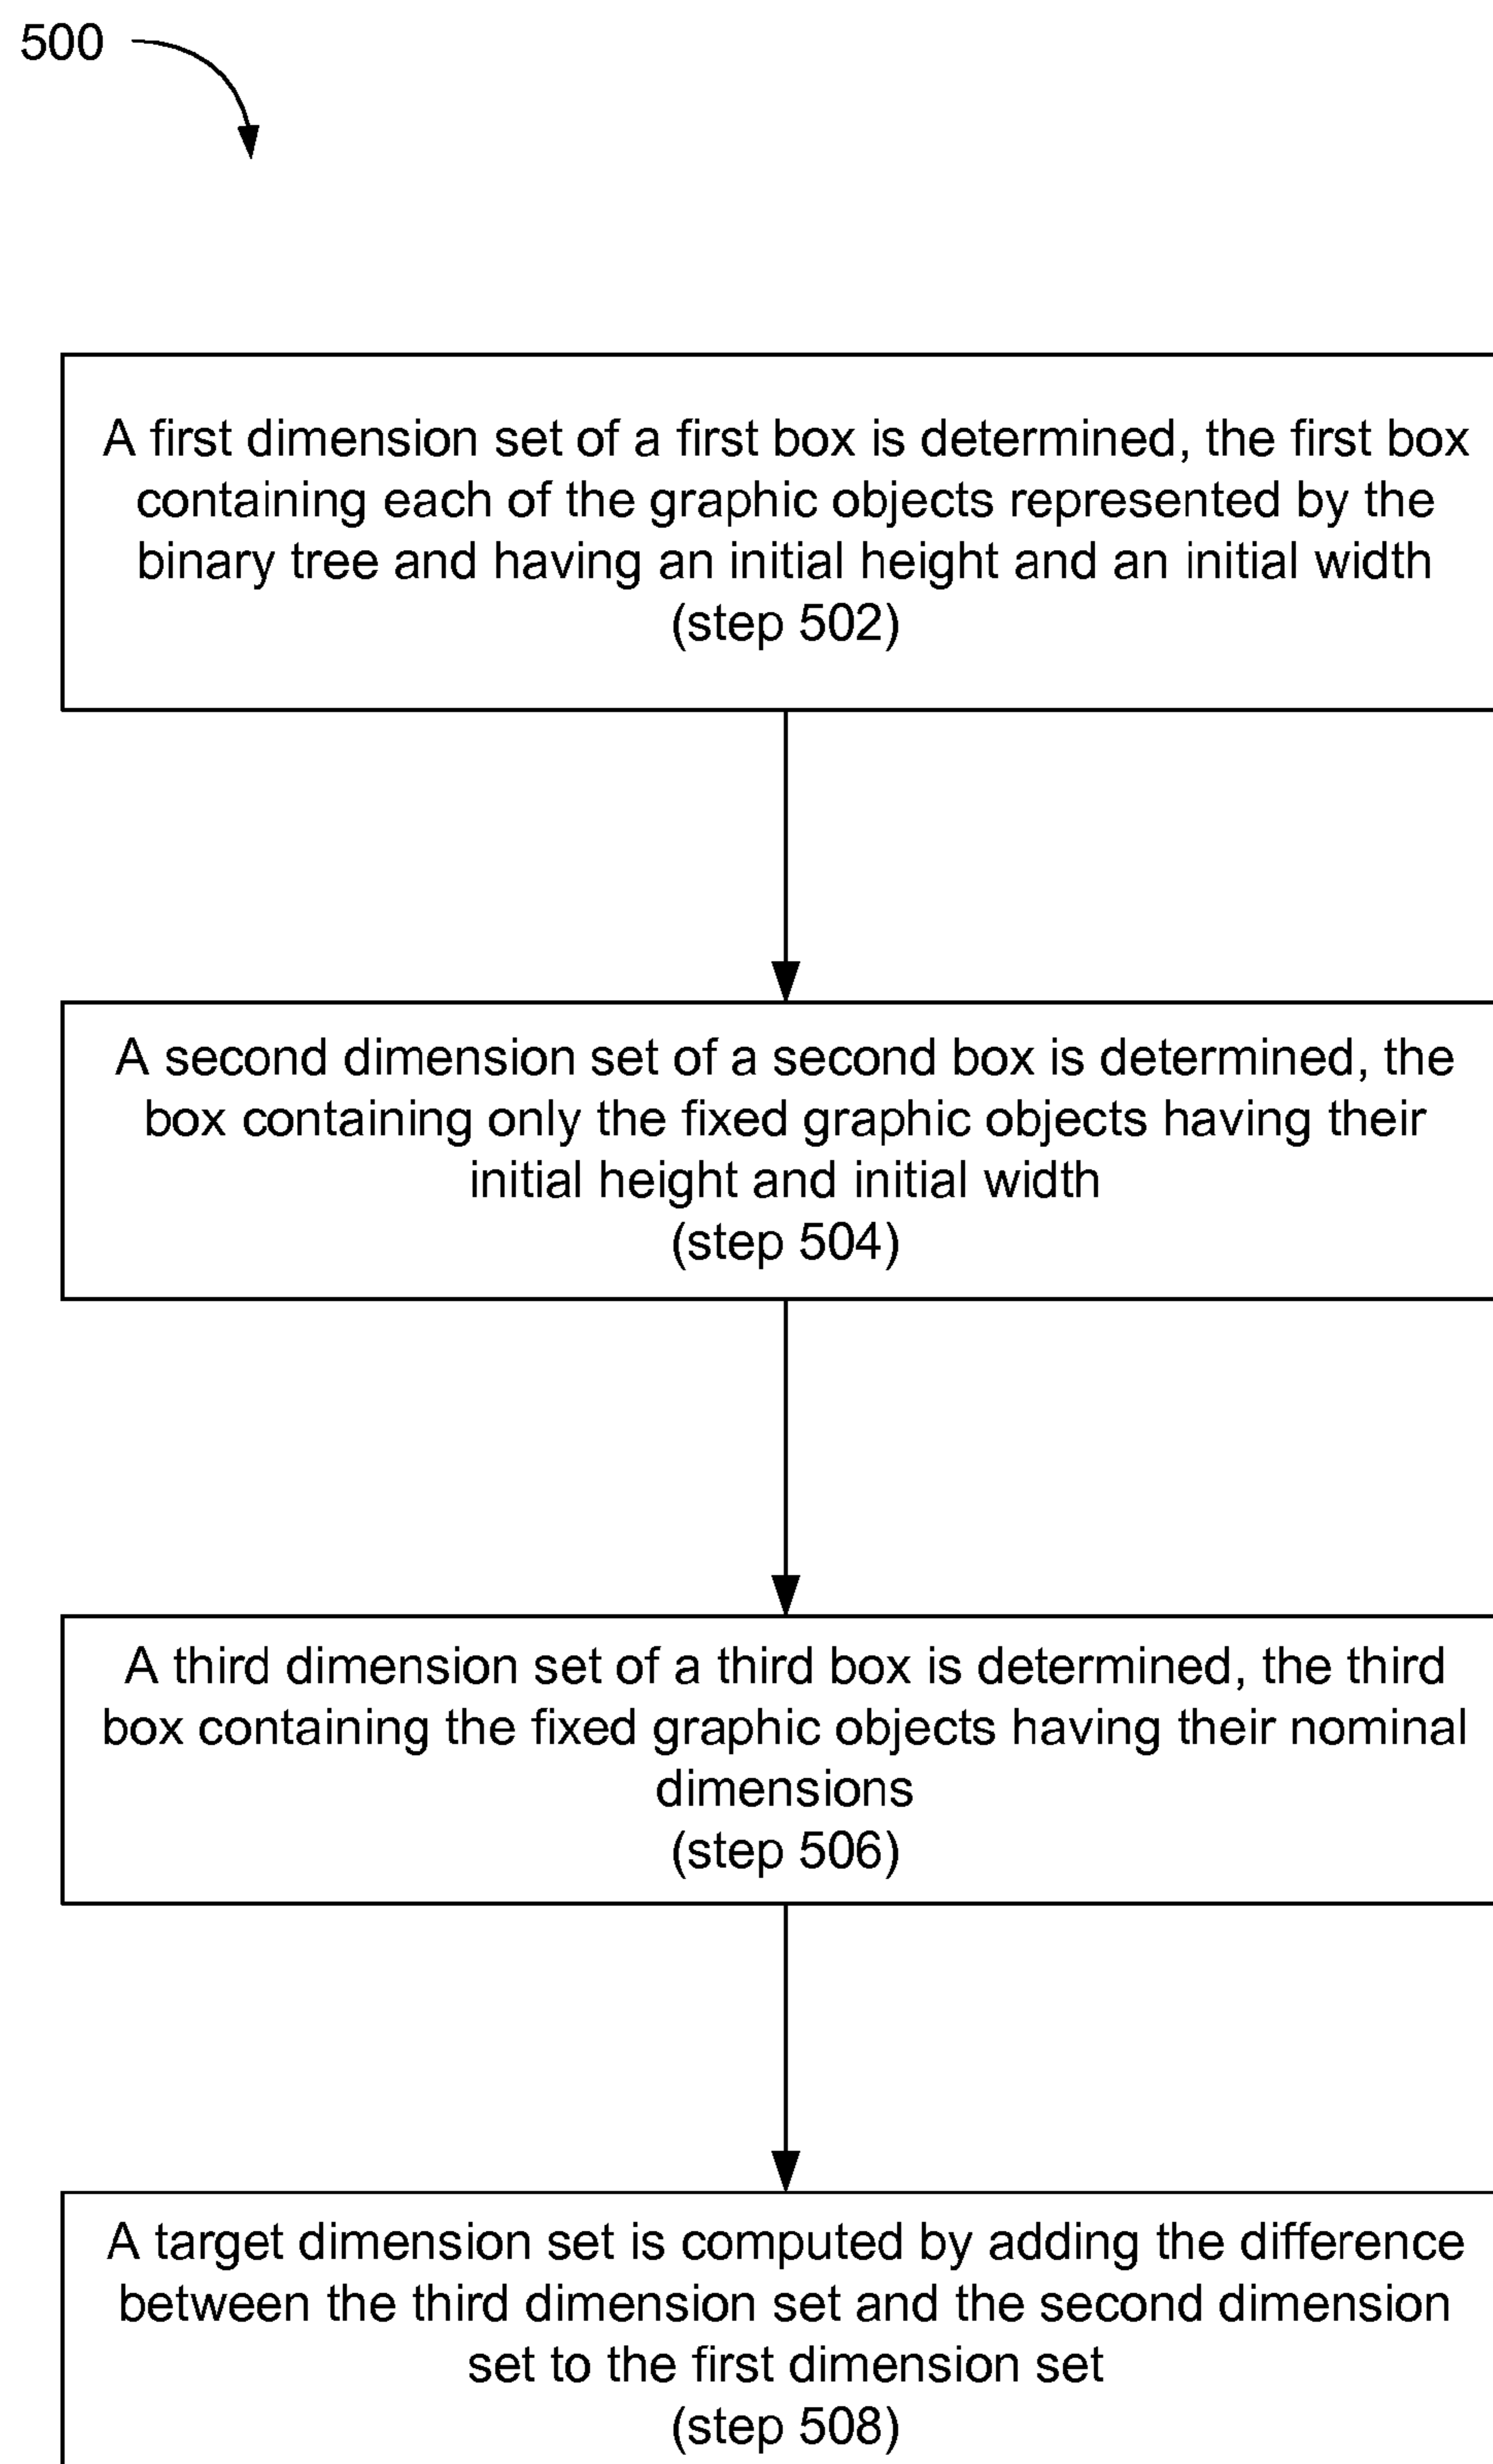 500
A first dimension set of a first box is determined, the first box
containing each of the graphic objects represented by the
binary tree and having an initial height and an initial width
(step 502)
A second dimension set of a second box is determined, the
box containing only the fixed graphic objects having their
initial height and initial width
(step 504)
A third dimension set of a third box is determined, the third
box containing the fixed graphic objects having their nominal
dimensions
(step 506)
A target dimension set is computed by adding the difference
between the third dimension set and the second dimension
set to the first dimension set
(step 508)